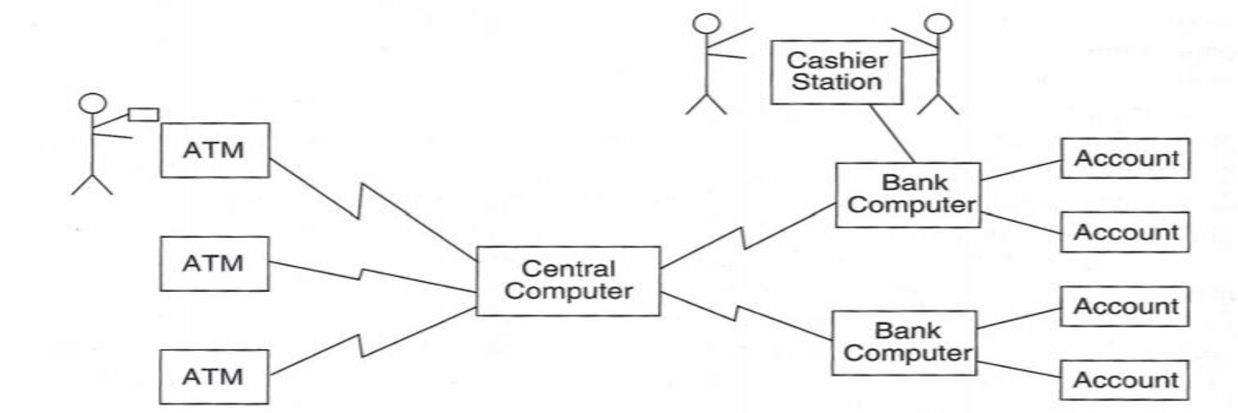 Cashier
Station
ATM
Bank
Computer
Account
Account
ATM
Central
Computer
Account
Bank
Computer
ATM
Account